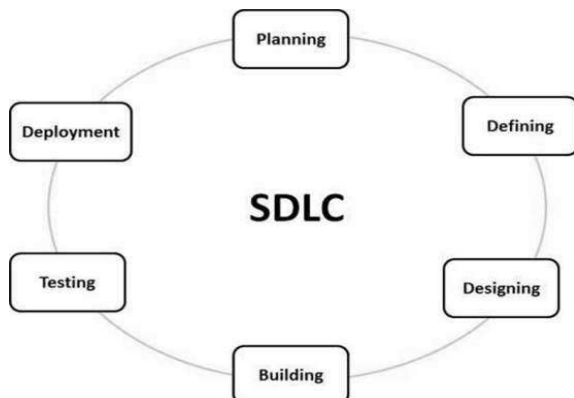 Planning
Defining
Designing
Building
Testing
Deployment
SDLC